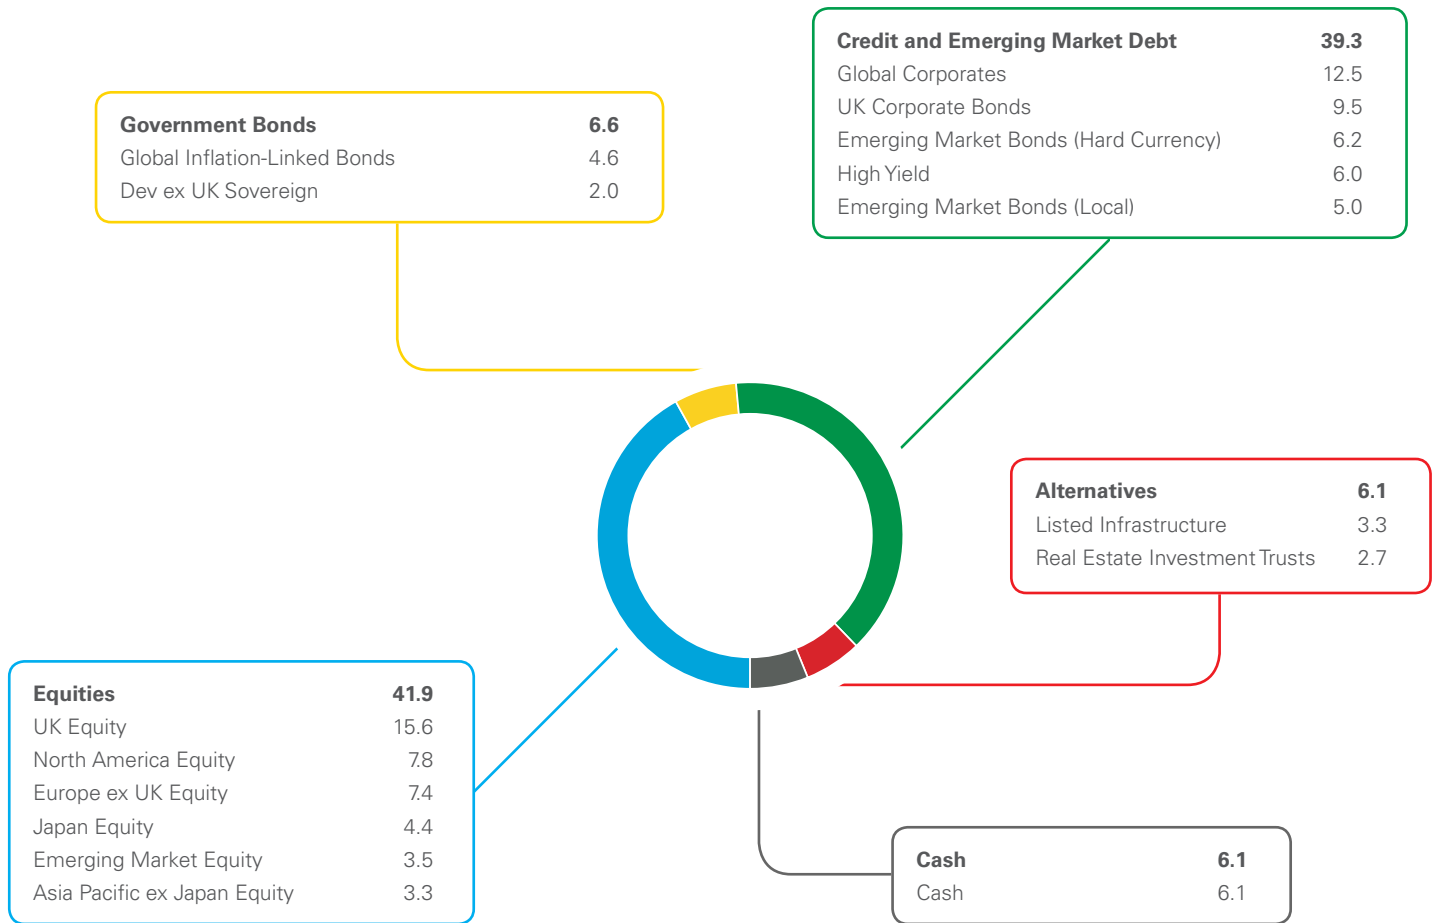 Credit and Emerging Market Debt 39.3
Global Corporates 12.5
UK Corporate Bonds 9.5
Emerging Market Bonds (Hard Currency) 6.2
High Yield 6.0
Emerging Market Bonds (Local) 5.0
Government Bonds 6.6
Global Inflation-Linked Bonds 4.6
Dev ex UK Sovereign 2.0
Alternatives 6.1
Listed Infrastructure 3.3
Real Estate Investment Trusts 2.7
Equities 41.9
UK Equity 15.6
North America Equity 7.8
Europe ex UK Equity 7.4
Japan Equity 4.4
Emerging Market Equity 3.5
Asia Pacific ex Japan Equity 3.3
Cash 6.1
Cash 6.1